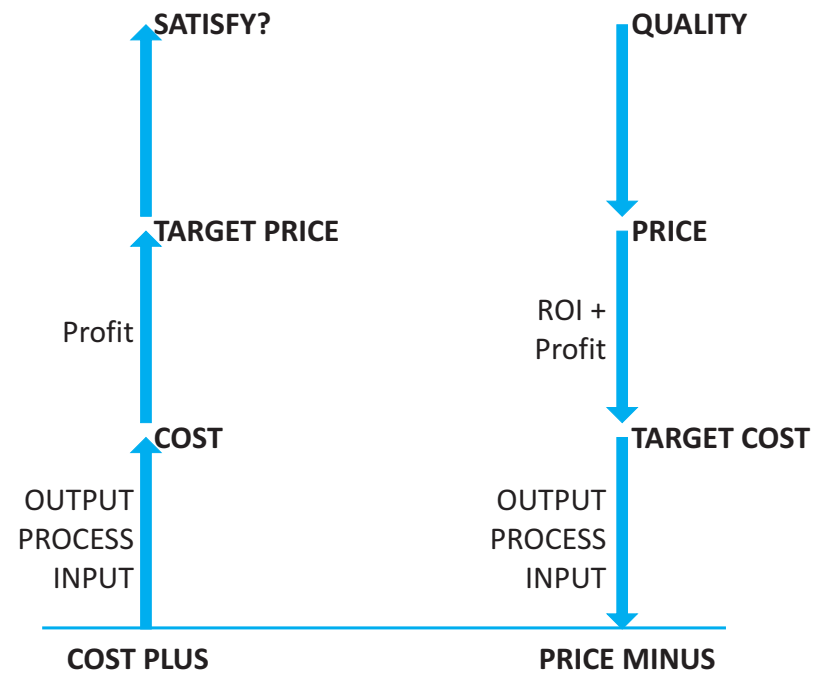 SATISFY?
QUALITY
TARGET PRICE
PRICE
Profit
ROI +
Profit
COST
TARGET COST
OUTPUT
PROCESS
INPUT
OUTPUT
PROCESS
INPUT
COST PLUS
PRICE MINUS